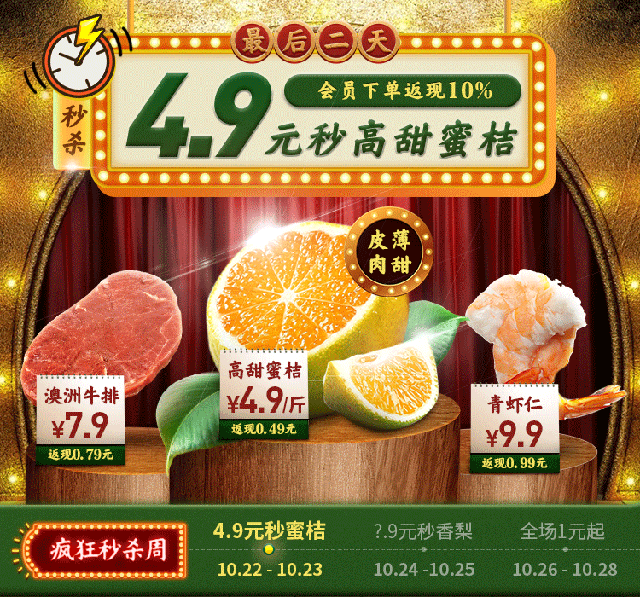 最后二天
秒杀
会员下单返现10%
4.9元秒高甜蜜桔
皮薄
肉甜
澳洲牛排
¥7.9
返现0.79元
高甜蜜桔
¥4.9/斤
返现0.49元
青虾仁
¥9.9
返现0.99元
疯狂秒杀周
4.9元秒蜜桔
10.22 - 10.23
?.9元秒香梨
10.24 -10.25
全场1元起
10.26 - 10.28